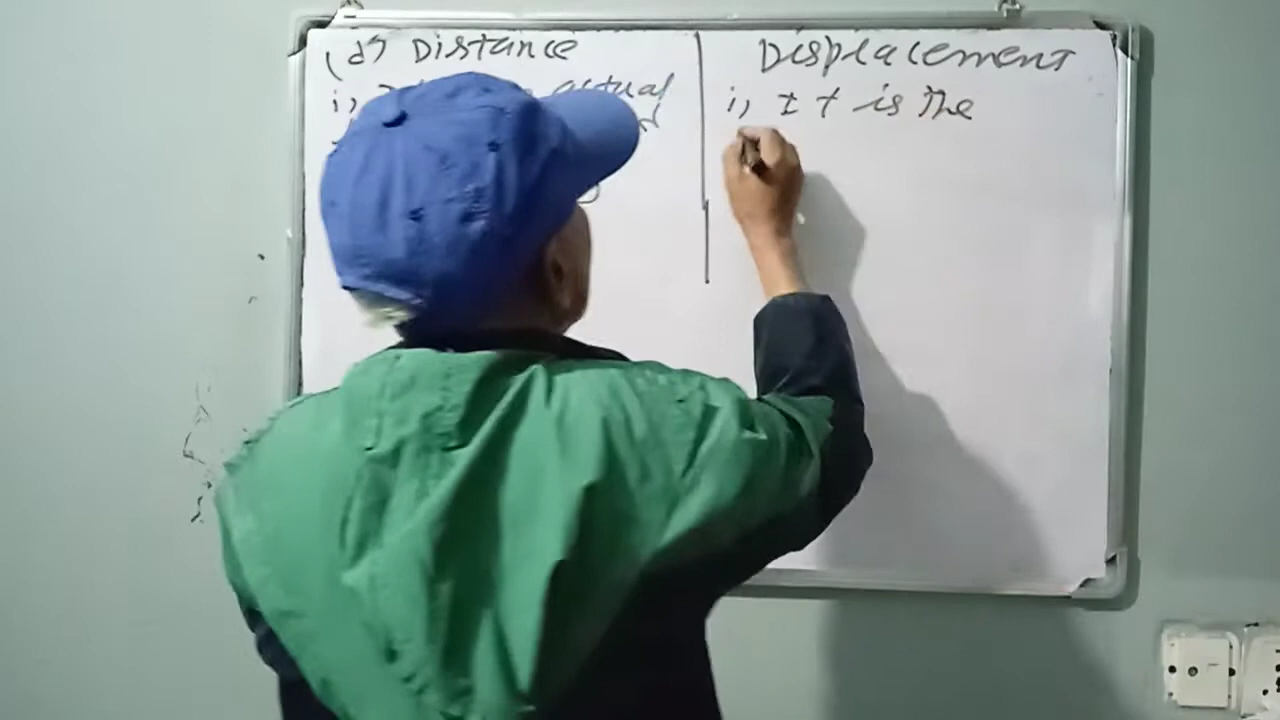 (d) Distance
i) actual
Displacement
i) It is the